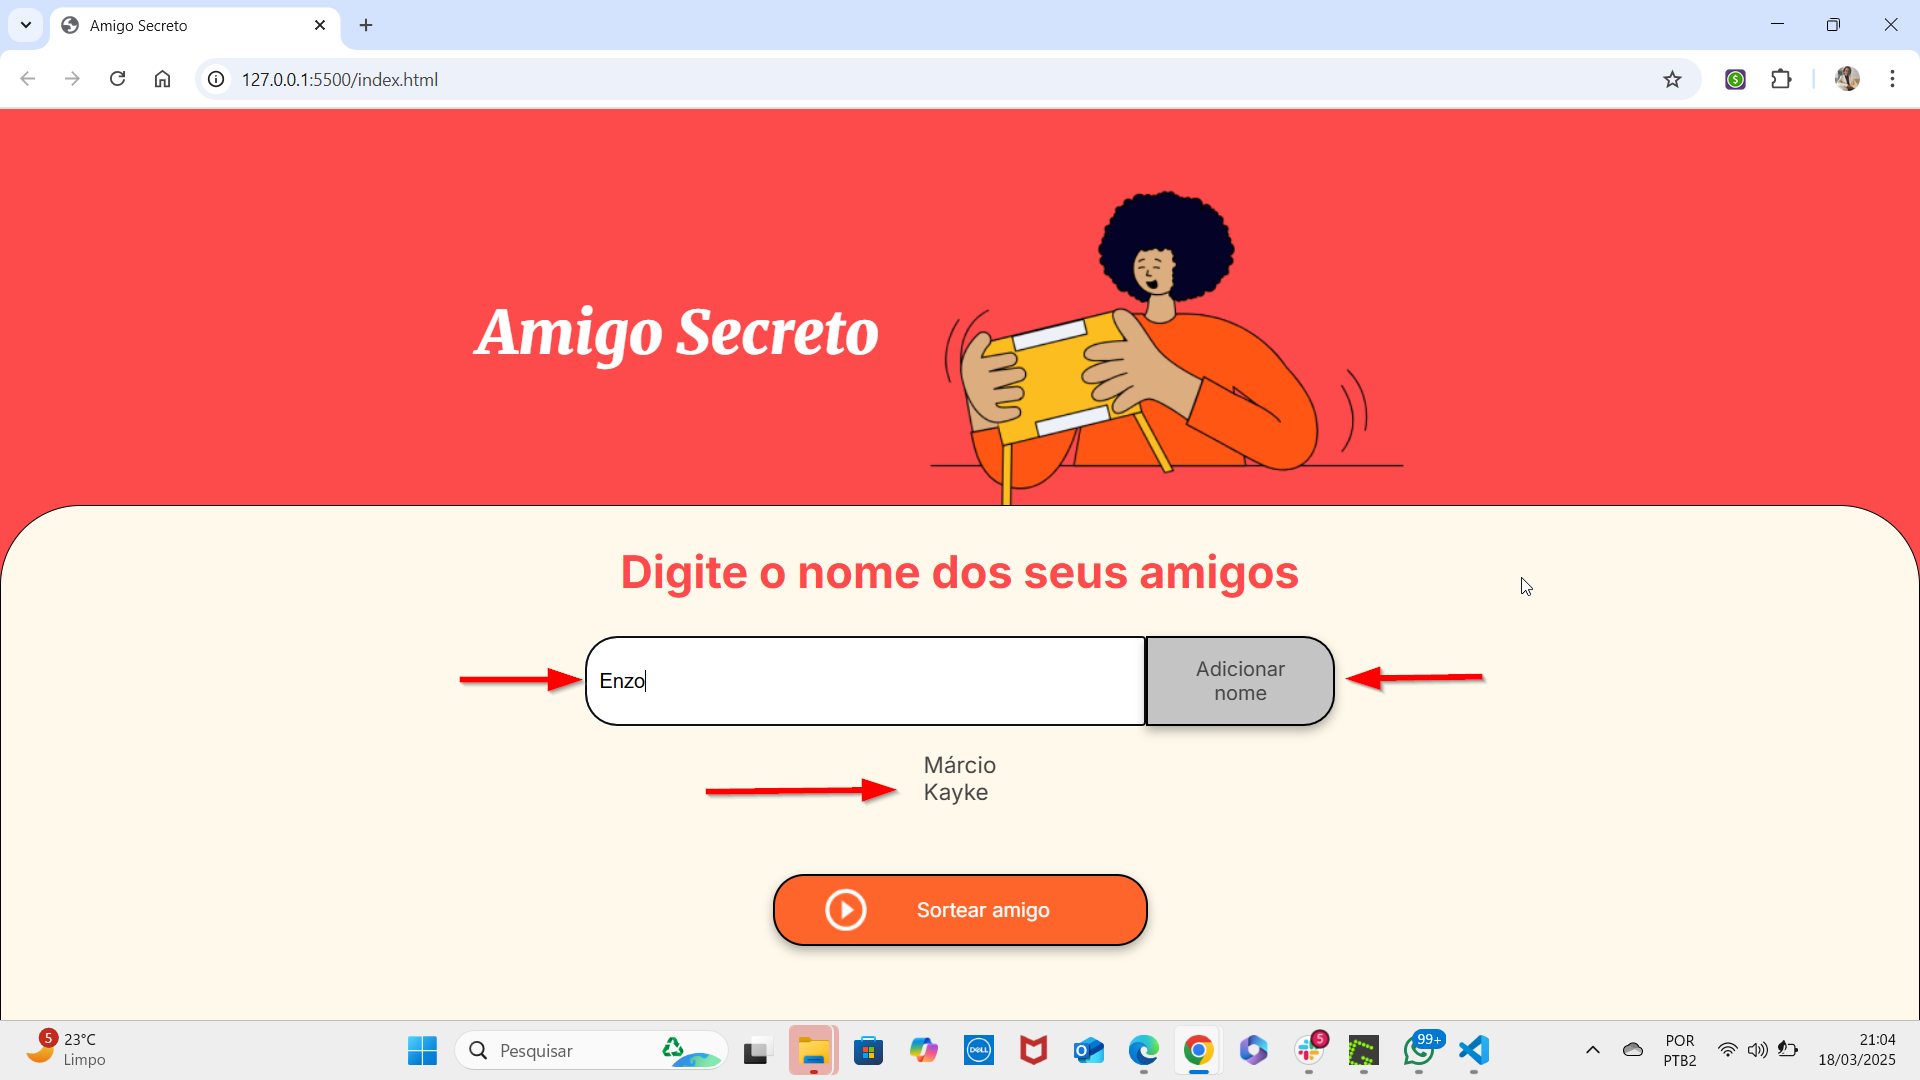 Amigo Secreto
127.0.0.1:5500/index.html
Amigo Secreto
Digite o nome dos seus amigos
Enzo
Adicionar
nome
Márcio
Kayke
Sortear amigo
5
23°C
Limpo
Pesquisar
DELL
5
99+
POR
PTB2
21:04
18/03/2025